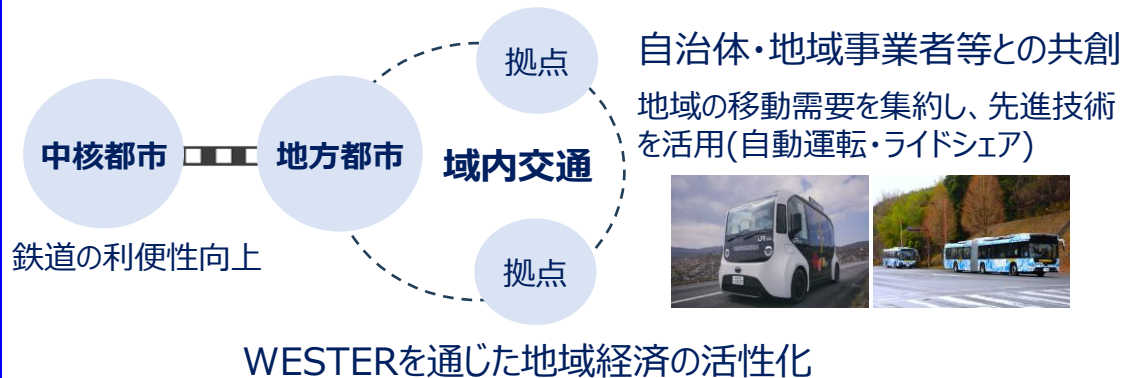 拠点
自治体・地域事業者等との共創
地域の移動需要を集約し、先進技術
を活用(自動運転・ライドシェア)
中核都市
地方都市
域内交通
鉄道の利便性向上
拠点
JR
WESTERを通じた地域経済の活性化